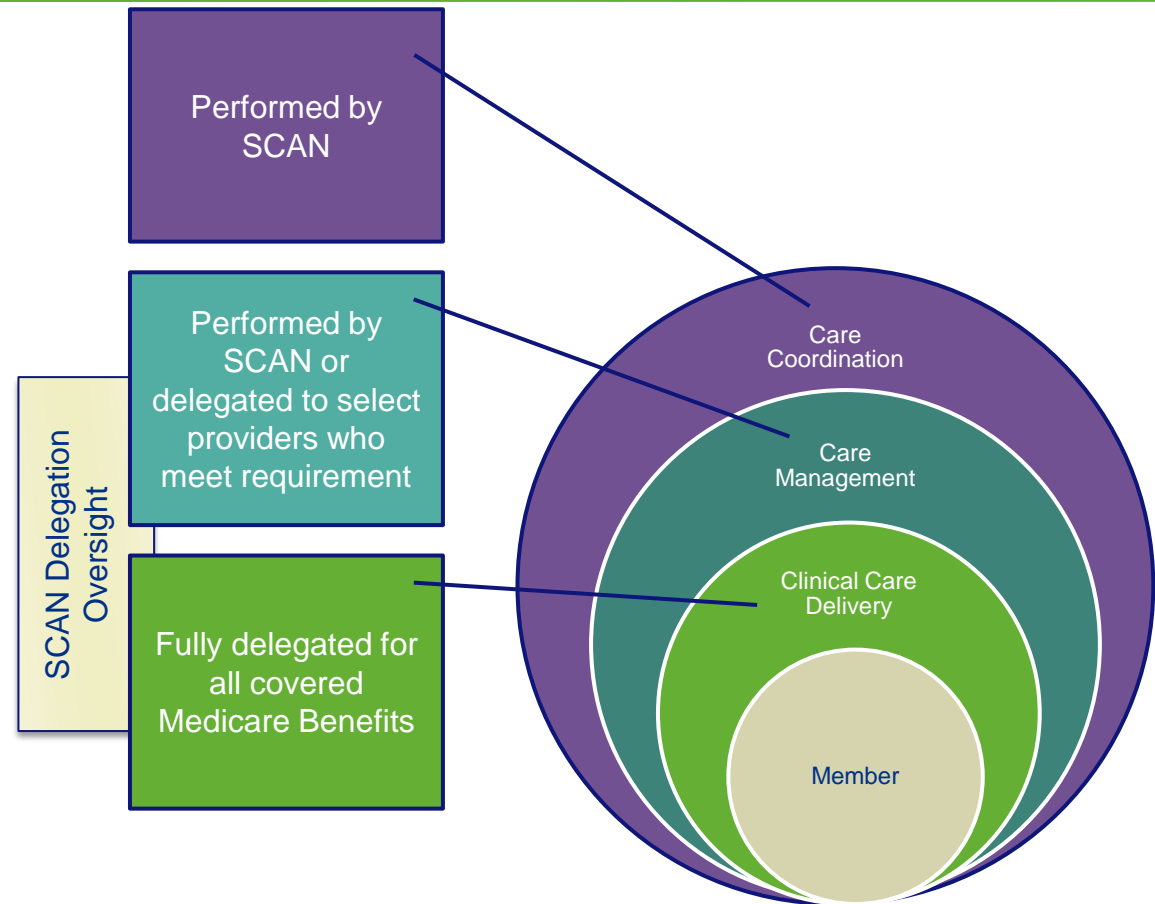 Performed by
SCAN
Performed by
SCAN or
delegated to select
providers who
meet requirement
SCAN Delegation
Oversight
Fully delegated for
all covered
Medicare Benefits
Care
Coordination
Care
Management
Clinical Care
Delivery
Member